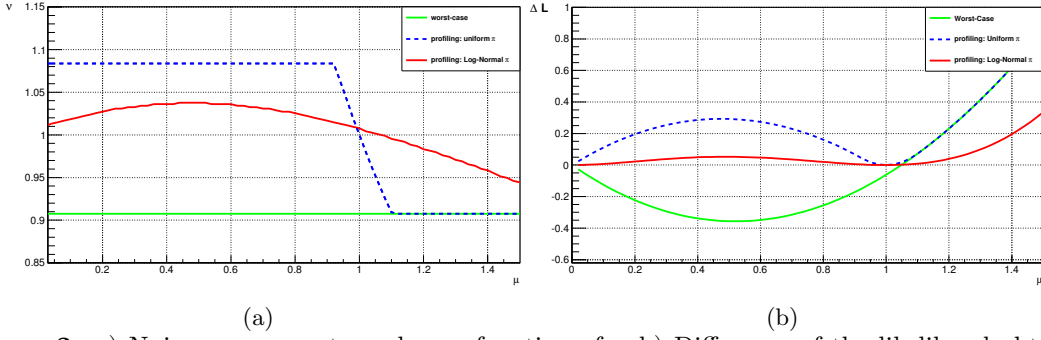 ν
1.15
1.1
1.05
1
0.95
0.9
0.85
0.2
0.4
0.6
0.8
1
1.2
1.4
μ
worst-case
profiling: uniform π
profiling: Log-Normal π
(a)
Δ L
1
0.8
0.6
0.4
0.2
0
-0.2
-0.4
-0.6
0
0.2
0.4
0.6
0.8
1
1.2
1.4
μ
Worst-Case
profiling: Uniform π
profiling: Log-Normal π
(b)